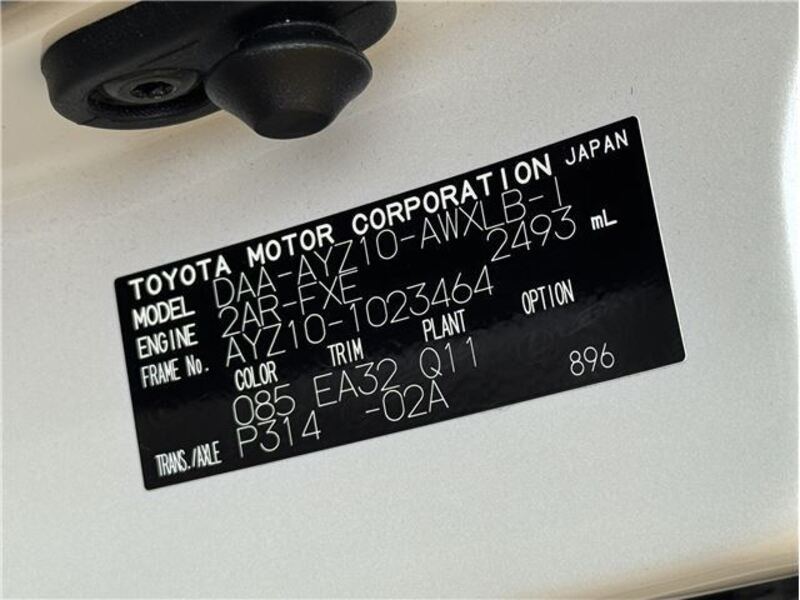 TOYOTA MOTOR CORPORATION JAPAN
MODEL DAA-AYZ10-AWXLB-1
ENGINE 2AR-FXE 2493 mL
FRAME No. AYZ10-1023464
COLOR TRIM PLANT OPTION
085 EA32 Q11
TRANS./AXLE P314 -02A 896